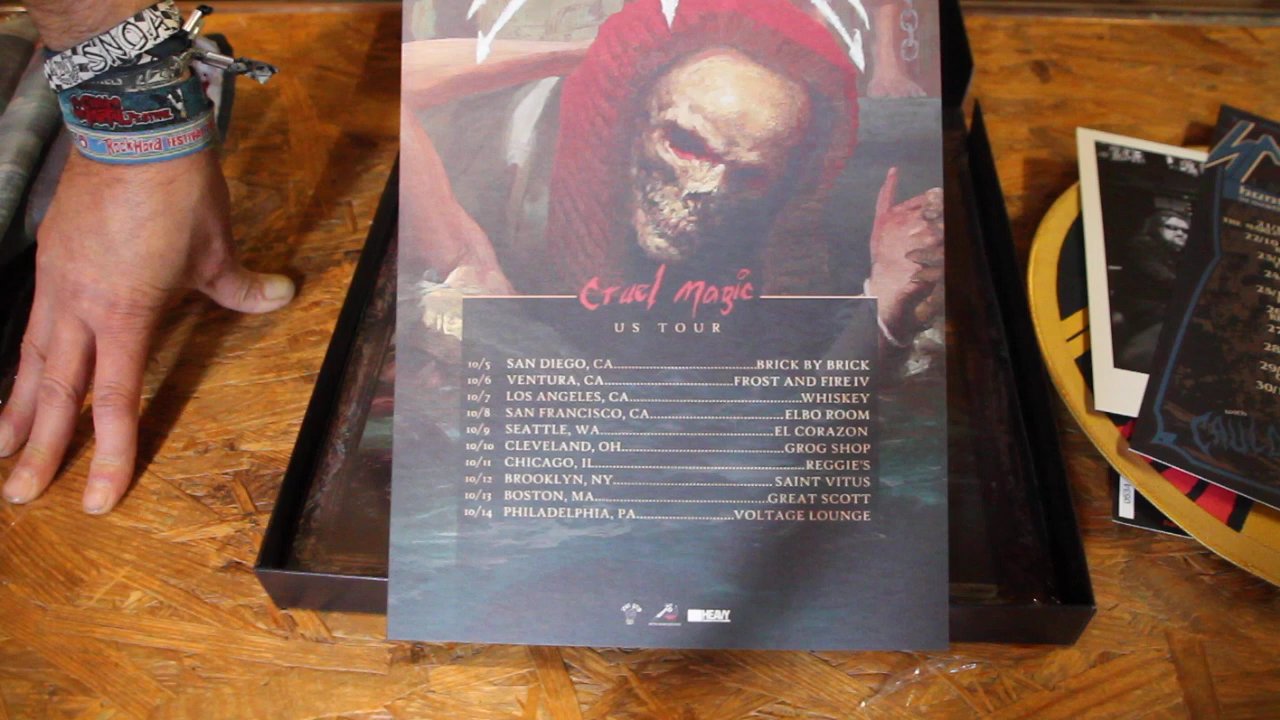 SNOA
RockHard FESTIVAL
Cruel Magic
US TOUR
10/5 SAN DIEGO, CA BRICK BY BRICK
10/6 VENTURA, CA FROST AND FIRE IV
10/7 LOS ANGELES, CA WHISKEY
10/8 SAN FRANCISCO, CA ELBO ROOM
10/9 SEATTLE, WA EL CORAZON
10/10 CLEVELAND, OH GROG SHOP
10/11 CHICAGO, IL REGGIE'S
10/12 BROOKLYN, NY SAINT VITUS
10/13 BOSTON, MA GREAT SCOTT
10/14 PHILADELPHIA, PA VOLTAGE LOUNGE
HEAVY
22/10